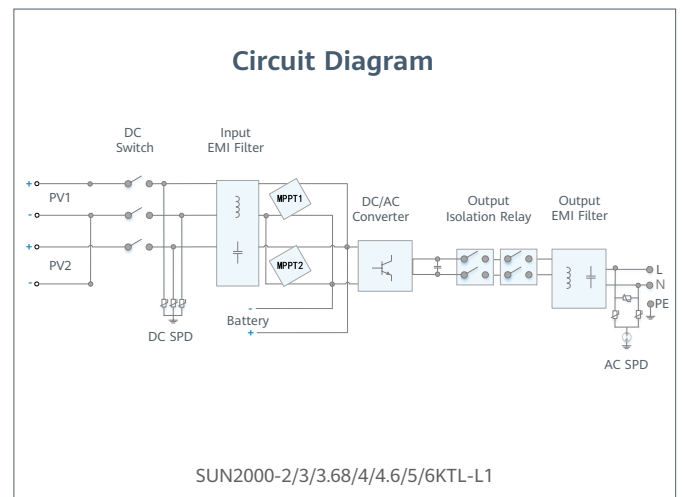 Circuit Diagram
DC
Switch
Input
EMI Filter
DC/AC
Converter
Output
Isolation Relay
Output
EMI Filter
+
PV1
-
+
PV2
-
MPPT1
MPPT2
L
N
PE
-
Battery
+
DC SPD
AC SPD
SUN2000-2/3/3.68/4/4.6/5/6KTL-L1